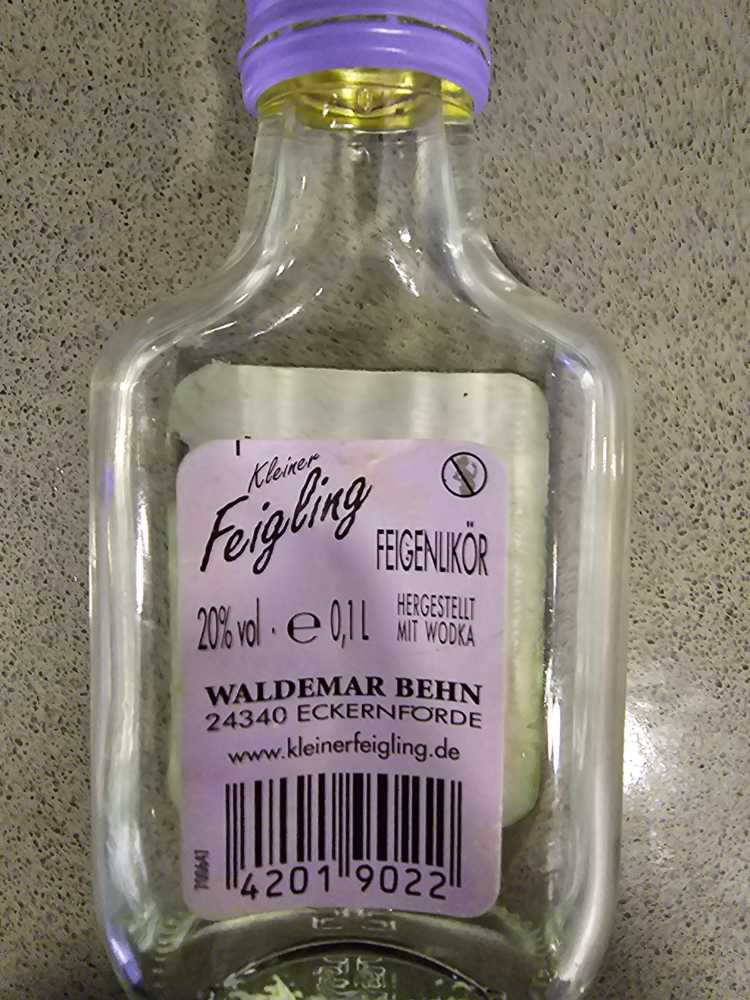 Kleiner
Feigling
FEIGENLIKÖR
20% vol · e 0,1 L
HERGESTELLT
MIT WODKA
WALDEMAR BEHN
24340 ECKERNFÖRDE
www.kleinerfeigling.de
4201 9022